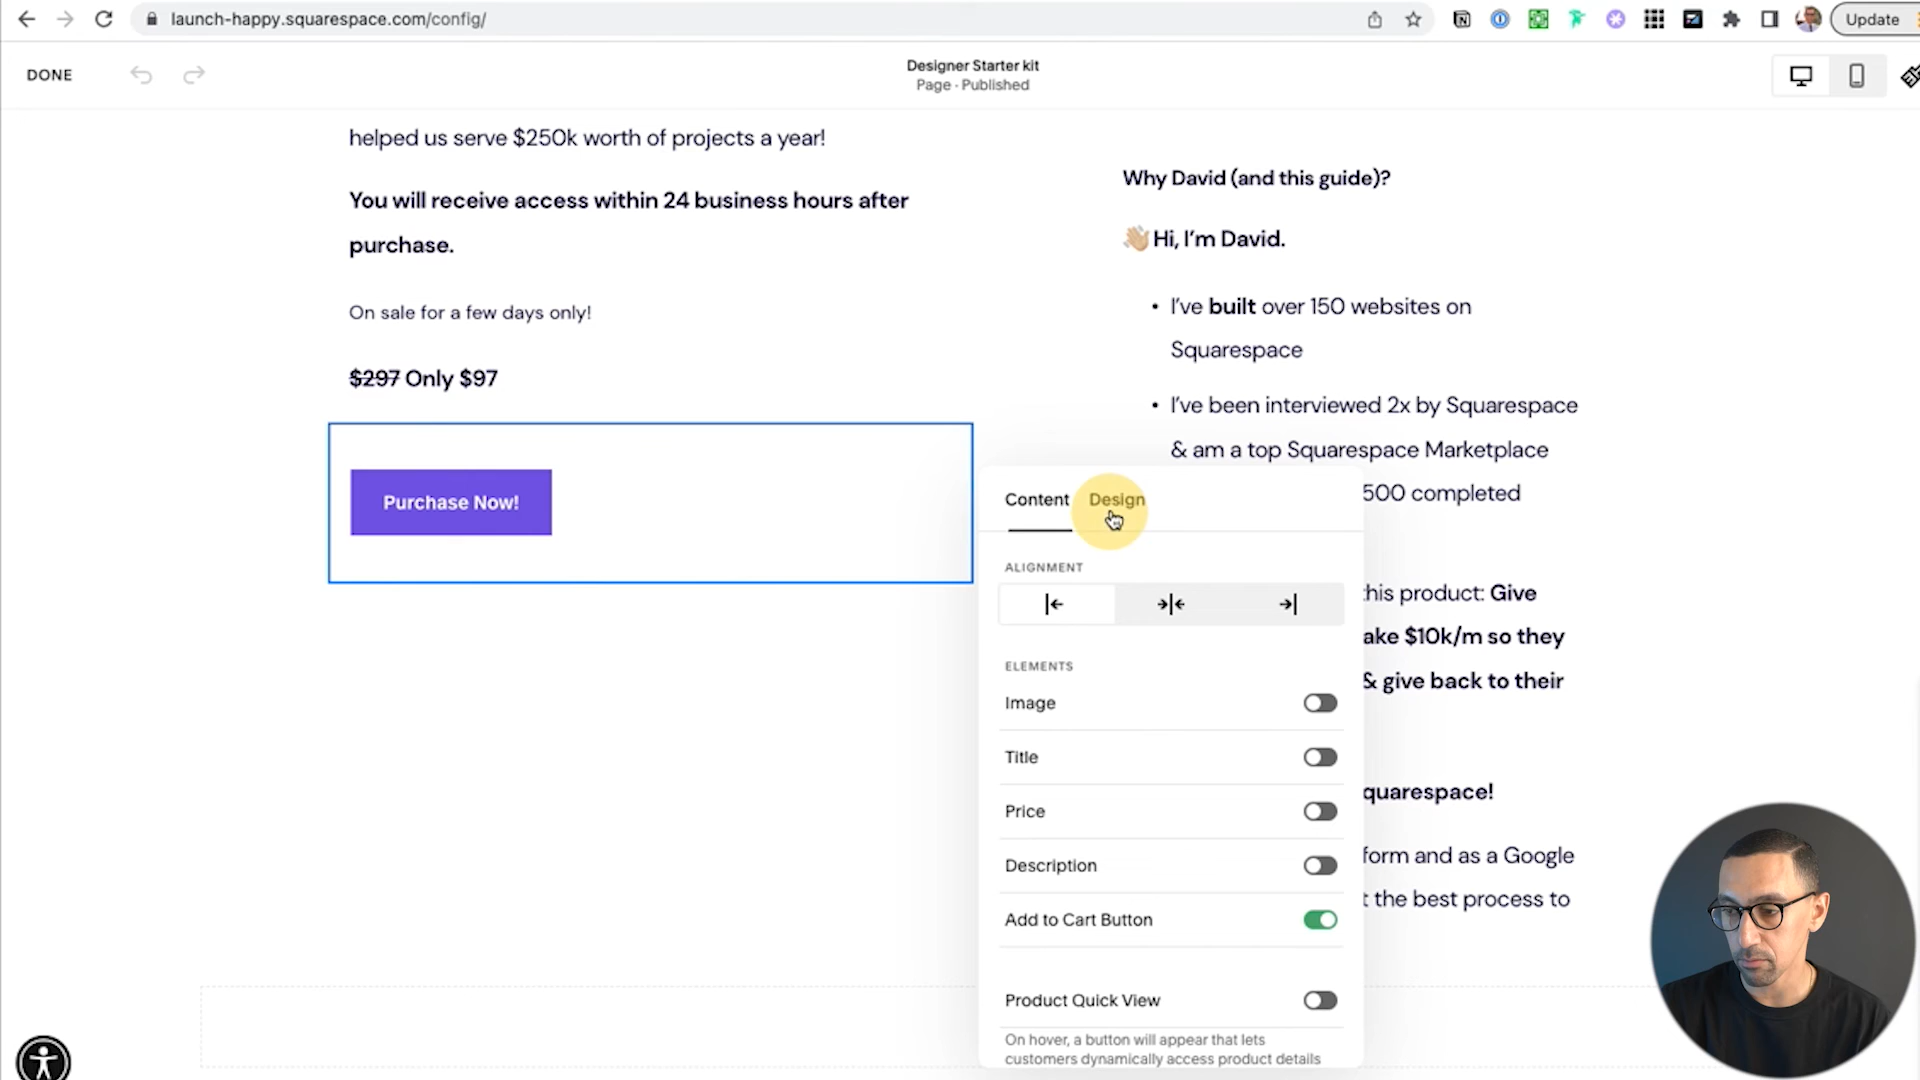 launch-happy.squarespace.com/config/
Update
DONE
Designer Starter kit
Page · Published
helped us serve $250k worth of projects a year!
You will receive access within 24 business hours after
purchase.
On sale for a few days only!
$297 Only $97
Purchase Now!
Why David (and this guide)?
👋🏼 Hi, I'm David.
• I've built over 150 websites on
Squarespace
• I've been interviewed 2x by Squarespace
& am a top Squarespace Marketplace
500 completed
this product: Give
ake $10k/m so they
& give back to their
quarespace!
form and as a Google
t the best process to
Content
Design
ALIGNMENT
ELEMENTS
Image
Title
Price
Description
Add to Cart Button
Product Quick View
On hover, a button will appear that lets
customers dynamically access product details